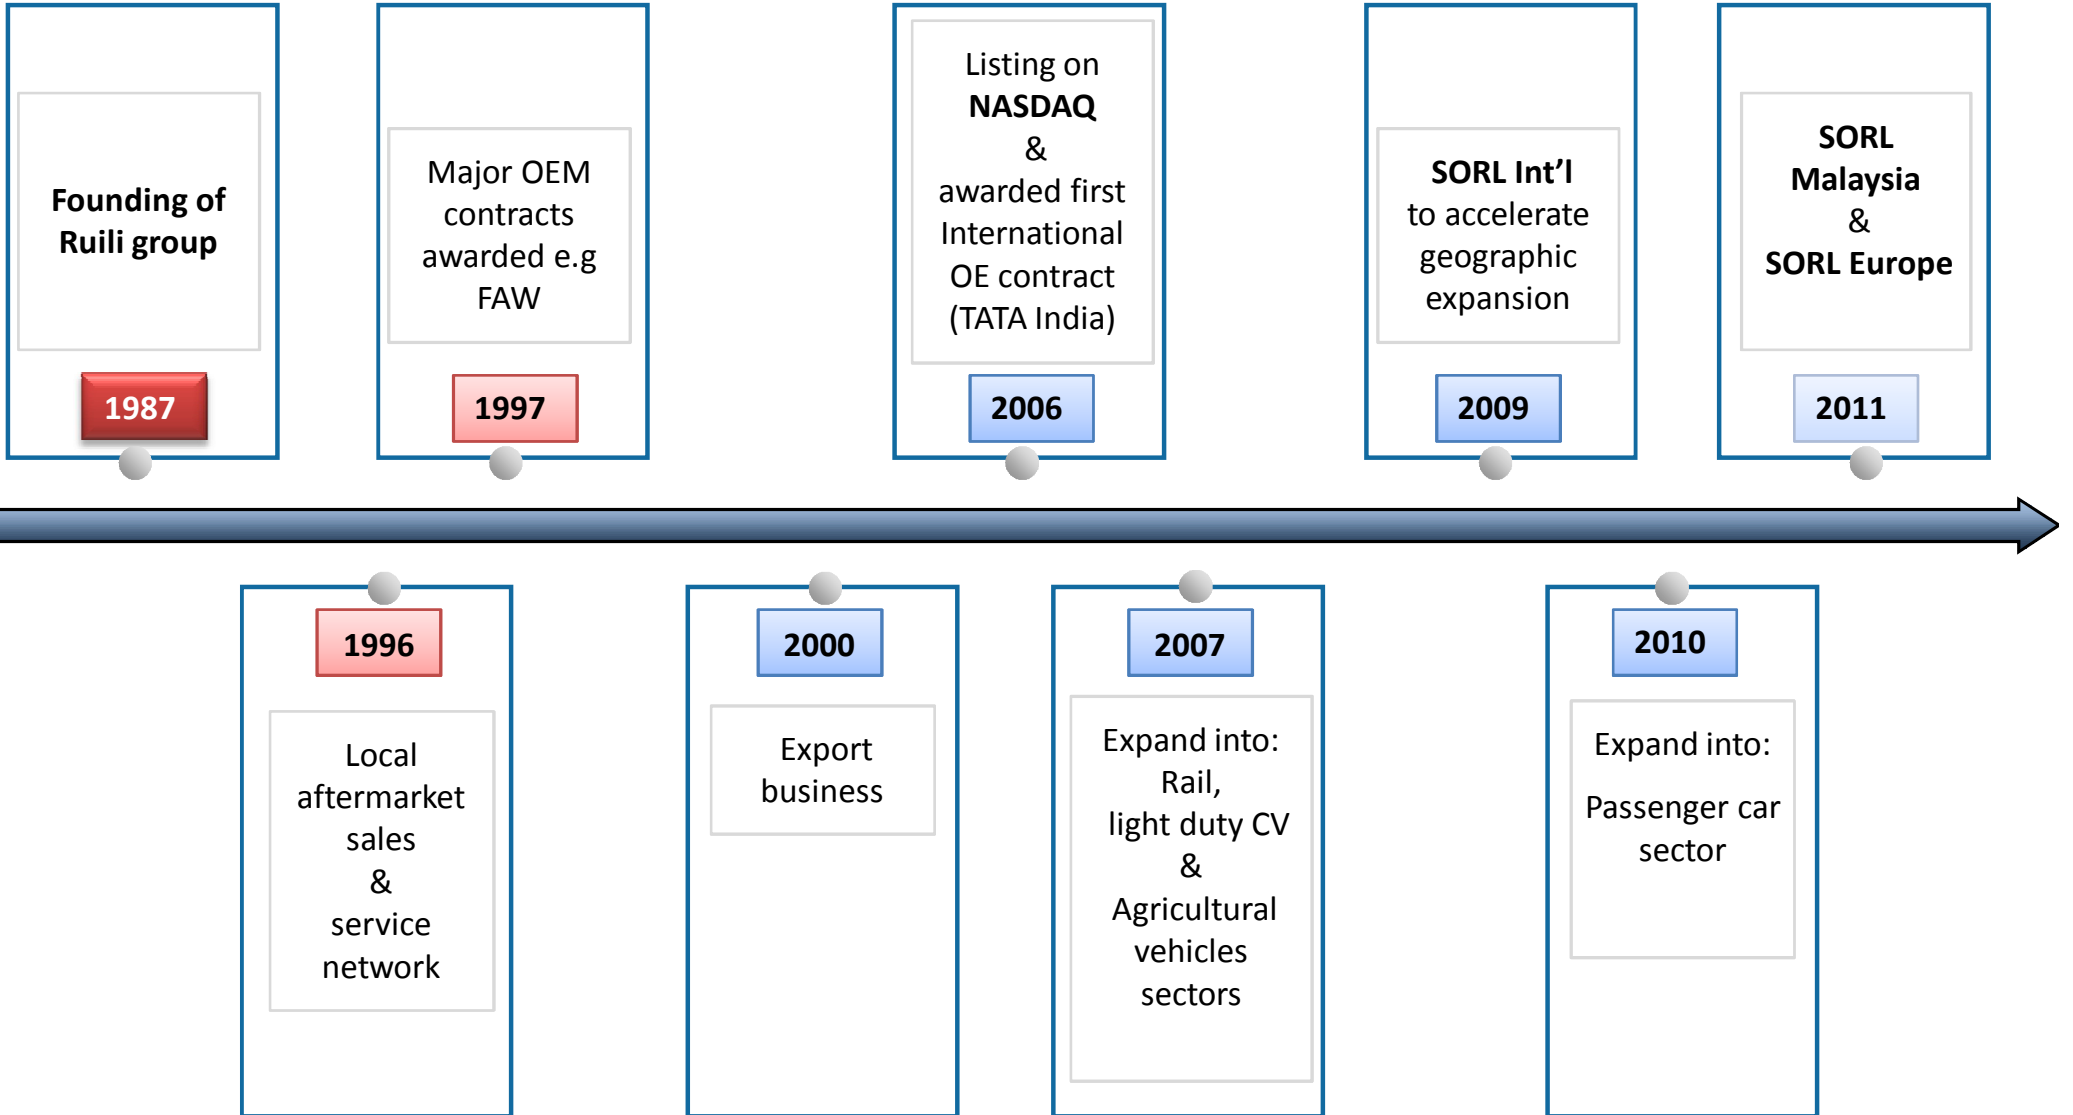 Founding of
Ruili group
1987
Major OEM
contracts
awarded e.g
FAW
1997
Listing on
NASDAQ
&
awarded first
International
OE contract
(TATA India)
2006
SORL Int’l
to accelerate
geographic
expansion
2009
SORL
Malaysia
&
SORL Europe
2011
1996
Local
aftermarket
sales
&
service
network
2000
Export
business
2007
Expand into:
Rail,
light duty CV
&
Agricultural
vehicles
sectors
2010
Expand into:
Passenger car
sector